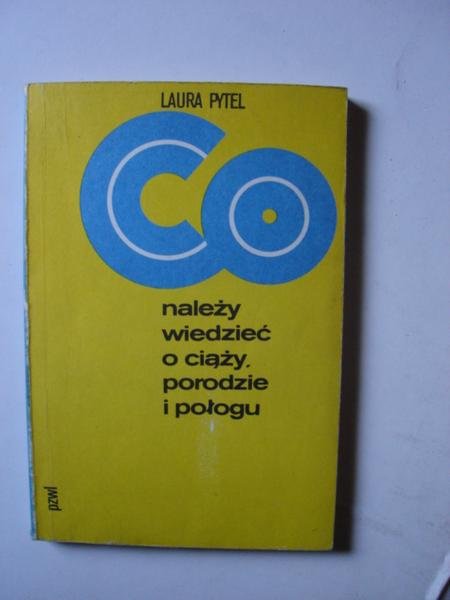 LAURA PYTEL
CO
należy
wiedzieć
o ciąży,
porodzie
i połogu
pzwl